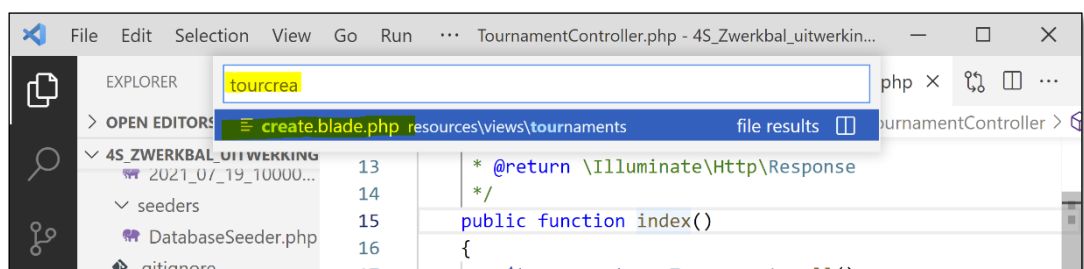 File Edit Selection View Go Run ··· TournamentController.php - 4S_Zwerkbal_uitwerkin...
EXPLORER
tourcrea
php
create.blade.php resources\views\tournaments file results
OPEN EDITORS
urnamentController >
4S_ZWERKBAL_UITWERKING
2021_07_19_10000...
seeders
DatabaseSeeder.php
.gitignore
13 * @return \Illuminate\Http\Response
14 */
15 public function index()
16 {